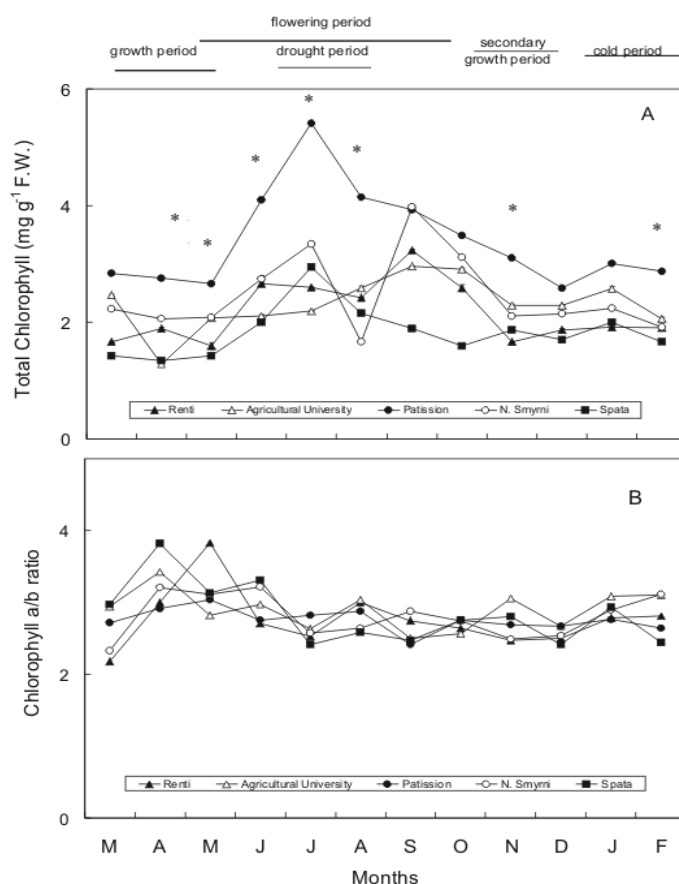 flowering period
growth period drought period secondary growth period cold period
6
A
Total Chlorophyll (mg g⁻¹ F.W.)
*
*
*
*
*
*
*
4
2
Renti Agricultural University Patission N. Smyrni Spata
0
B
Chlorophyll a/b ratio
4
2
Renti Agricultural University Patission N. Smyrni Spata
0
M A M J J A S O N D J F
Months